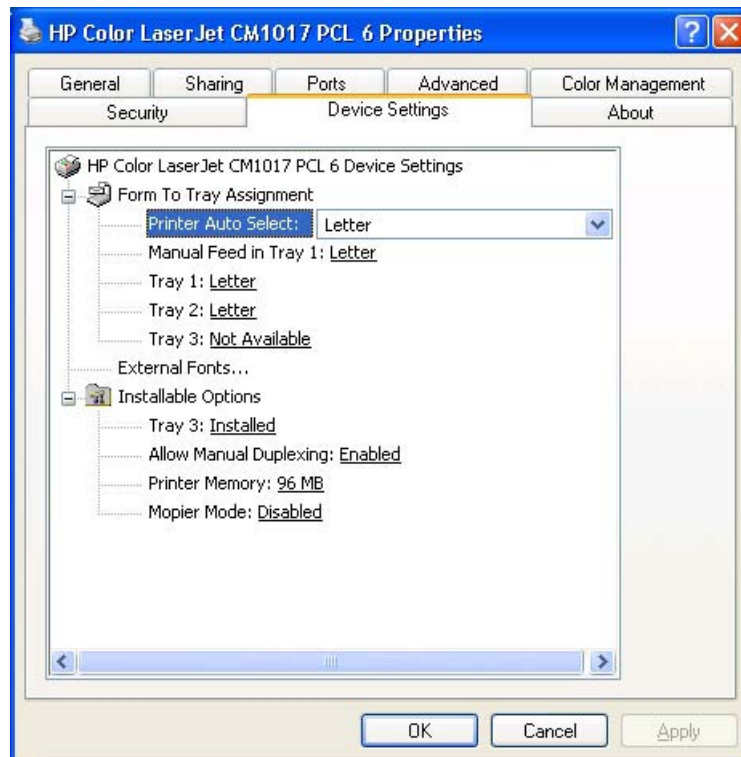 HP Color LaserJet CM1017 PCL 6 Properties
General Sharing Ports Advanced Color Management
Security Device Settings About
HP Color LaserJet CM1017 PCL 6 Device Settings
Form To Tray Assignment
Printer Auto Select: Letter
Manual Feed in Tray 1: Letter
Tray 1: Letter
Tray 2: Letter
Tray 3: Not Available
External Fonts...
Installable Options
Tray 3: Installed
Allow Manual Duplexing: Enabled
Printer Memory: 96 MB
Mopier Mode: Disabled
OK Cancel Apply